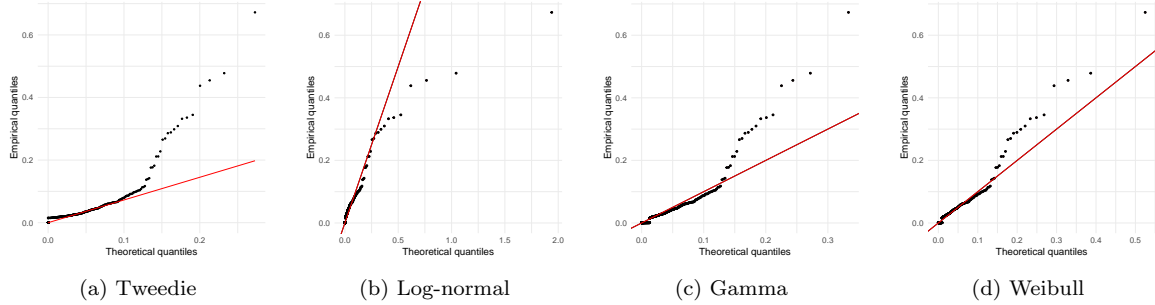 Empirical quantiles
0.6
0.4
0.2
0.0
0.0 0.1 0.2
Theoretical quantiles
(a) Tweedie
Empirical quantiles
0.6
0.4
0.2
0.0
0.0 0.5 1.0 1.5 2.0
Theoretical quantiles
(b) Log-normal
Empirical quantiles
0.6
0.4
0.2
0.0
0.0 0.1 0.2 0.3
Theoretical quantiles
(c) Gamma
Empirical quantiles
0.6
0.4
0.2
0.0
0.0 0.1 0.2 0.3 0.4 0.5
Theoretical quantiles
(d) Weibull